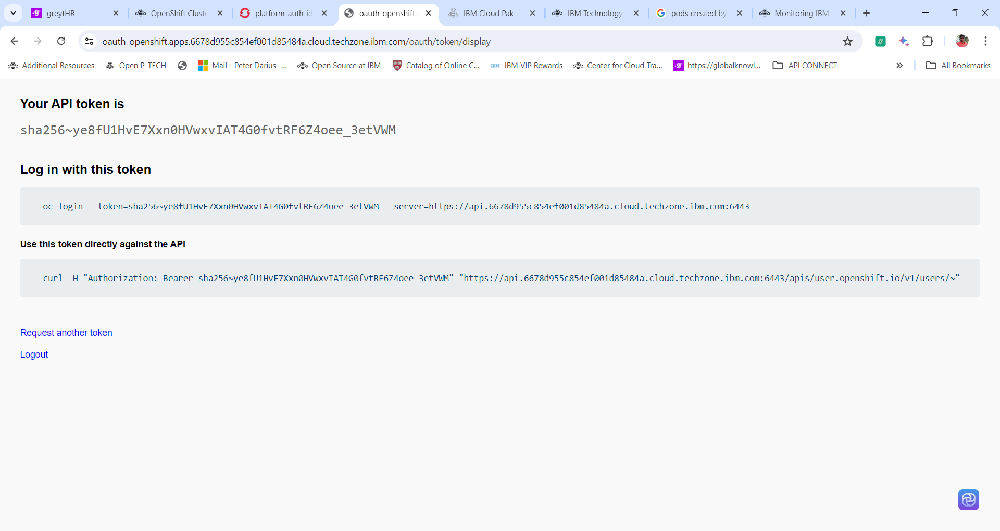 greytHR
OpenShift Cluste
platform-auth-id
oauth-openshift.
IBM Cloud Pak
IBM Technology
pods created by
Monitoring IBM
oauth-openshift.apps.6678d955c854ef001d85484a.cloud.techzone.ibm.com/oauth/token/display
Additional Resources
Open P-TECH
Mail - Peter Darius -...
Open Source at IBM
Catalog of Online C...
IBM VIP Rewards
Center for Cloud Tra...
https://globalknowl...
API CONNECT
All Bookmarks
Your API token is
sha256~ye8fU1HvE7Xxn0HVwxvIAT4G0fvtRF6Z4oee_3etVWM
Log in with this token
oc login --token=sha256~ye8fU1HvE7Xxn0HVwxvIAT4G0fvtRF6Z4oee_3etVWM --server=https://api.6678d955c854ef001d85484a.cloud.techzone.ibm.com:6443
Use this token directly against the API
curl -H "Authorization: Bearer sha256~ye8fU1HvE7Xxn0HVwxvIAT4G0fvtRF6Z4oee_3etVWM" "https://api.6678d955c854ef001d85484a.cloud.techzone.ibm.com:6443/apis/user.openshift.io/v1/users/~"
Request another token
Logout